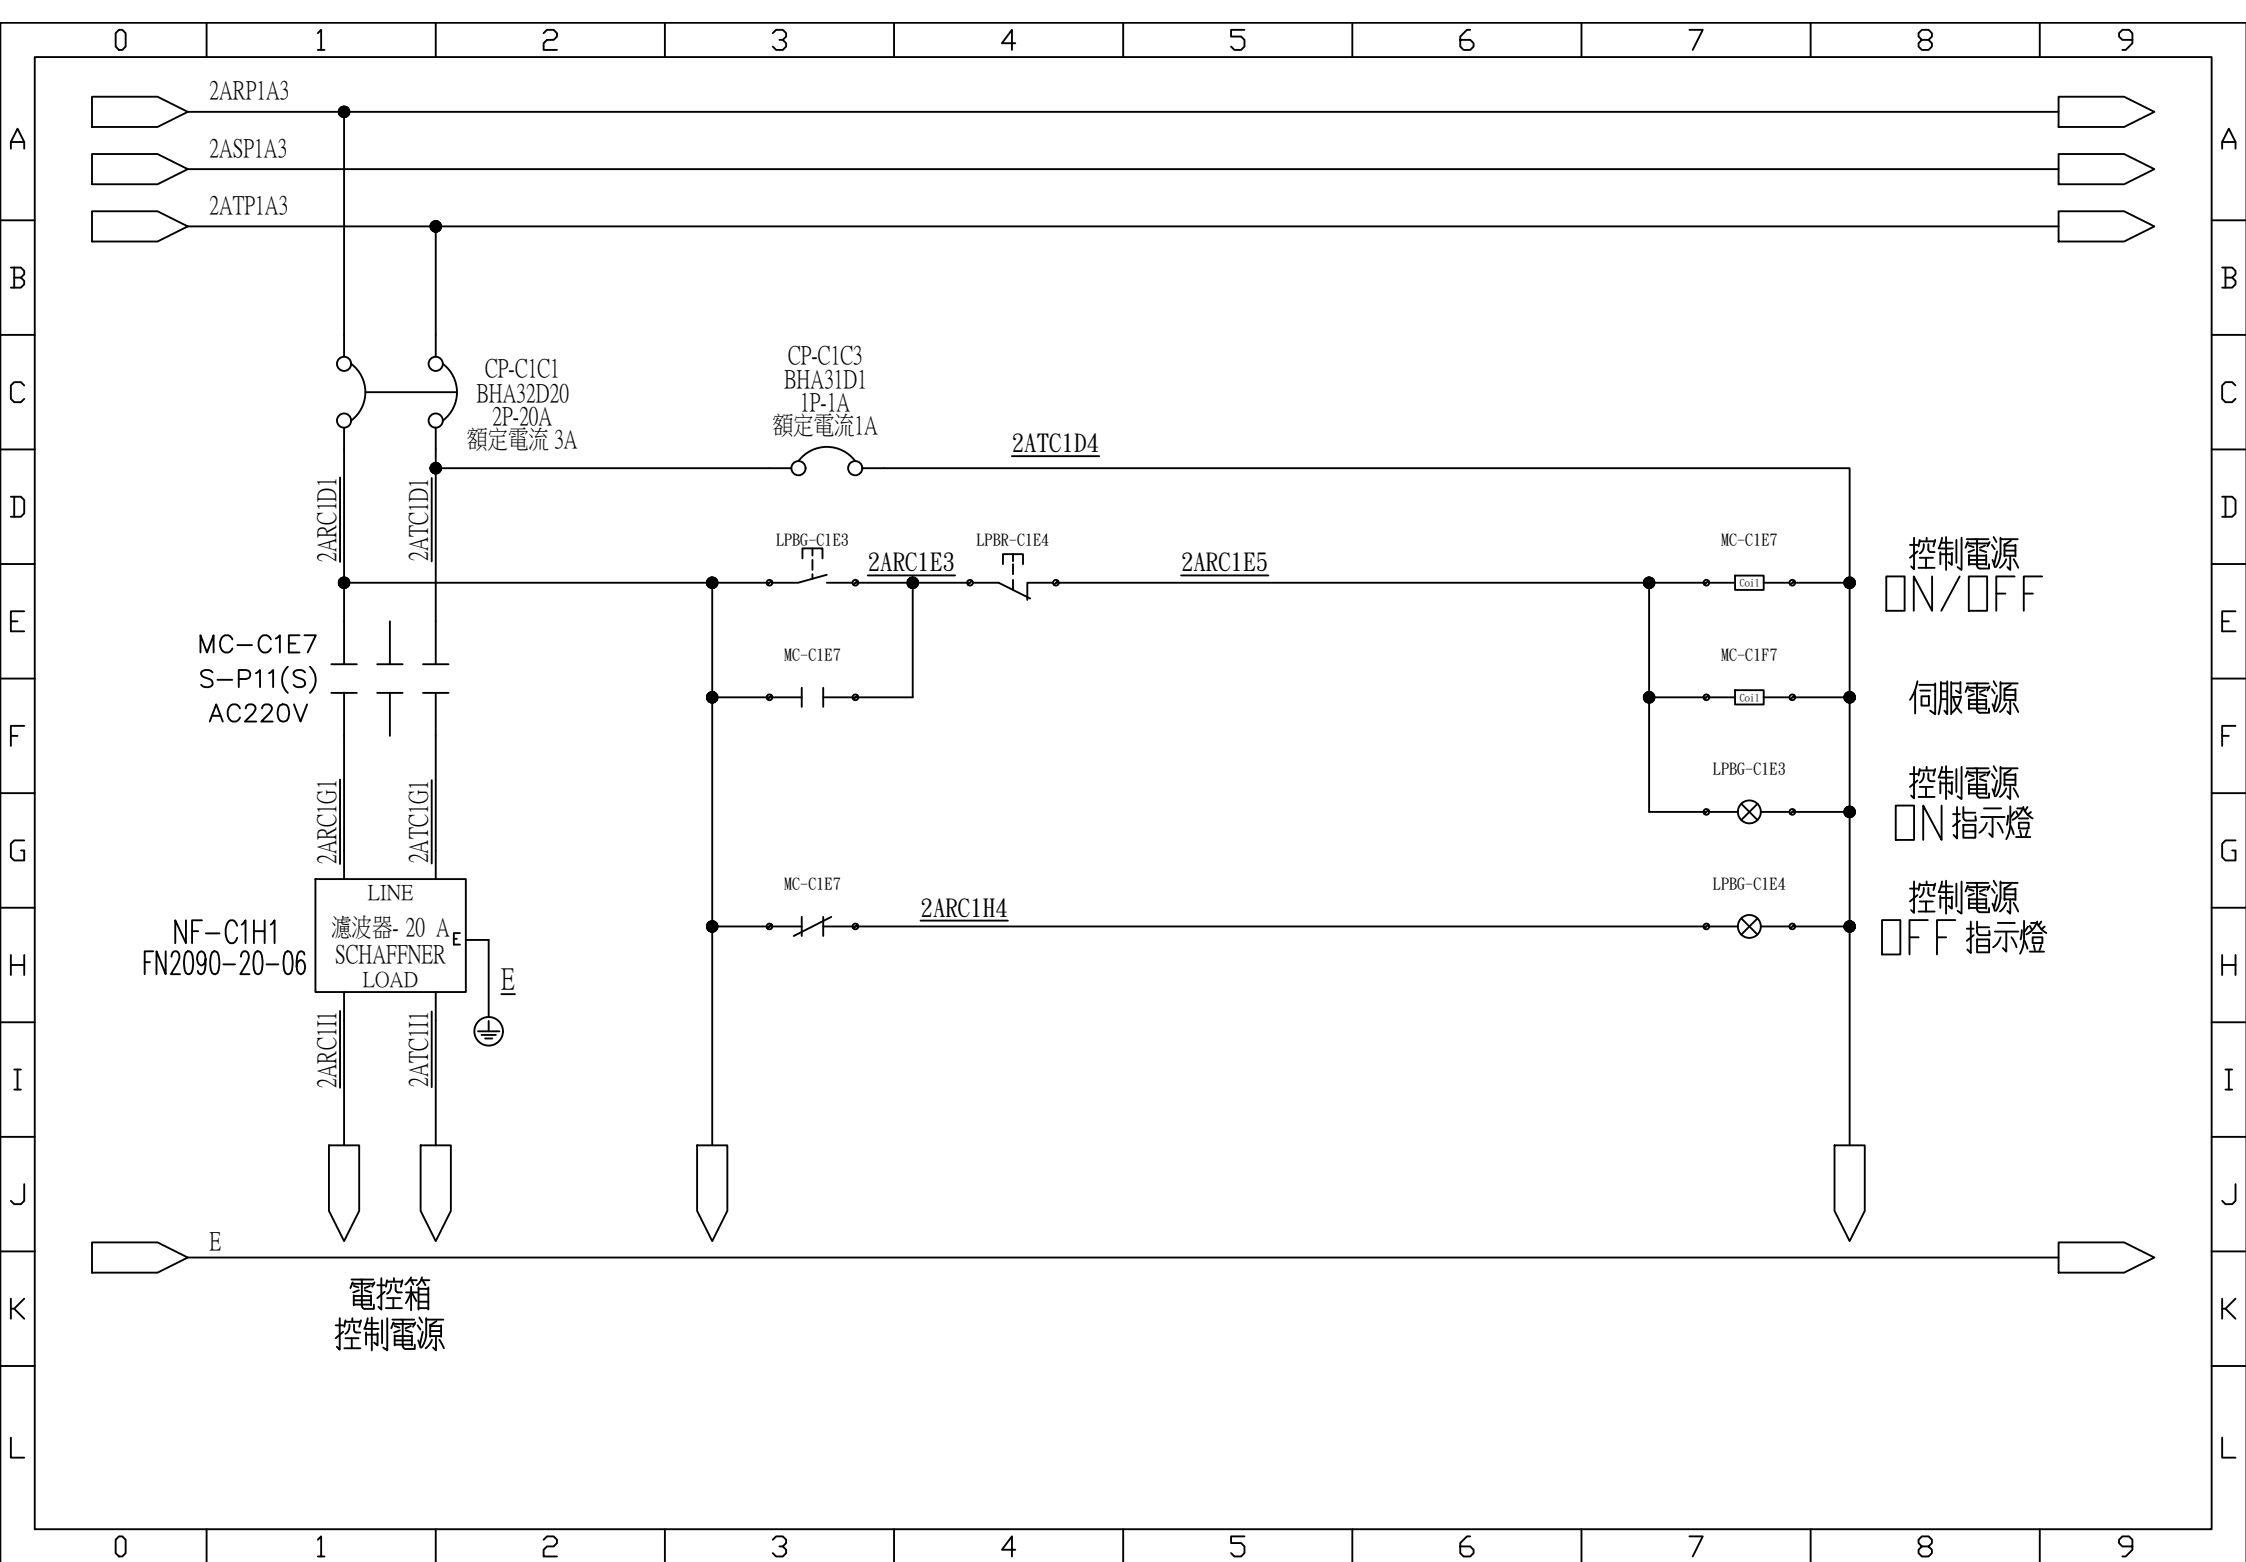 0 1 2 3 4 5 6 7 8 9
2ARP1A3
A A
2ASP1A3
2ATP1A3
B B
CP-C1C1
BHA32D20
2P-20A
額定電流 3A
CP-C1C3
BHA31D1
1P-1A
額定電流1A
C C
2ATC1D4
2ARC1D1
2ATC1D1
D D
LPBG-C1E3
2ARC1E3
LPBR-C1E4
2ARC1E5
MC-C1E7
Coil
控制電源
ON/OFF
E E
MC-C1E7
S-P11(S)
AC220V
MC-C1E7
MC-C1F7
Coil
伺服電源
F F
2ARC1G1
2ATC1G1
LPBG-C1E3
控制電源
ON 指示燈
G G
MC-C1E7
2ARC1H4
LPBG-C1E4
控制電源
OFF 指示燈
NF-C1H1
FN2090-20-06
LINE
濾波器- 20 A
E
SCHAFFNER
LOAD
E
H H
2ARC1I1
2ATC1I1
I I
J J
E
電控箱
控制電源
K K
L L
0 1 2 3 4 5 6 7 8 9